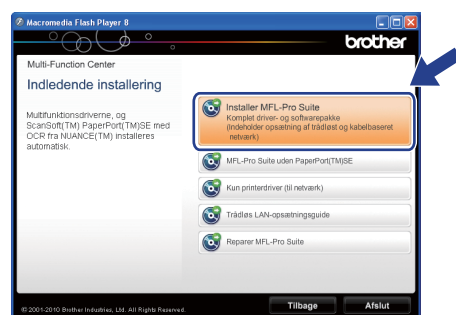 Macromedia Flash Player 8
brother
Multi-Function Center
Indledende installering
Multifunktionsdriverne, og
ScanSoft(TM) PaperPort(TM)SE med
OCR fra NUANCE(TM) installeres
automatisk.
Installer MFL-Pro Suite
Komplet driver- og softwarepakke
(Indeholder opsætning af trådløst og kabelbaseret
netværk)
MFL-Pro Suite uden PaperPort(TM)SE
Kun printerdriver (til netværk)
Trådløs LAN-opsætningsguide
Reparer MFL-Pro Suite
© 2001-2010 Brother Industries, Ltd. All Rights Reserved.
Tilbage
Afslut